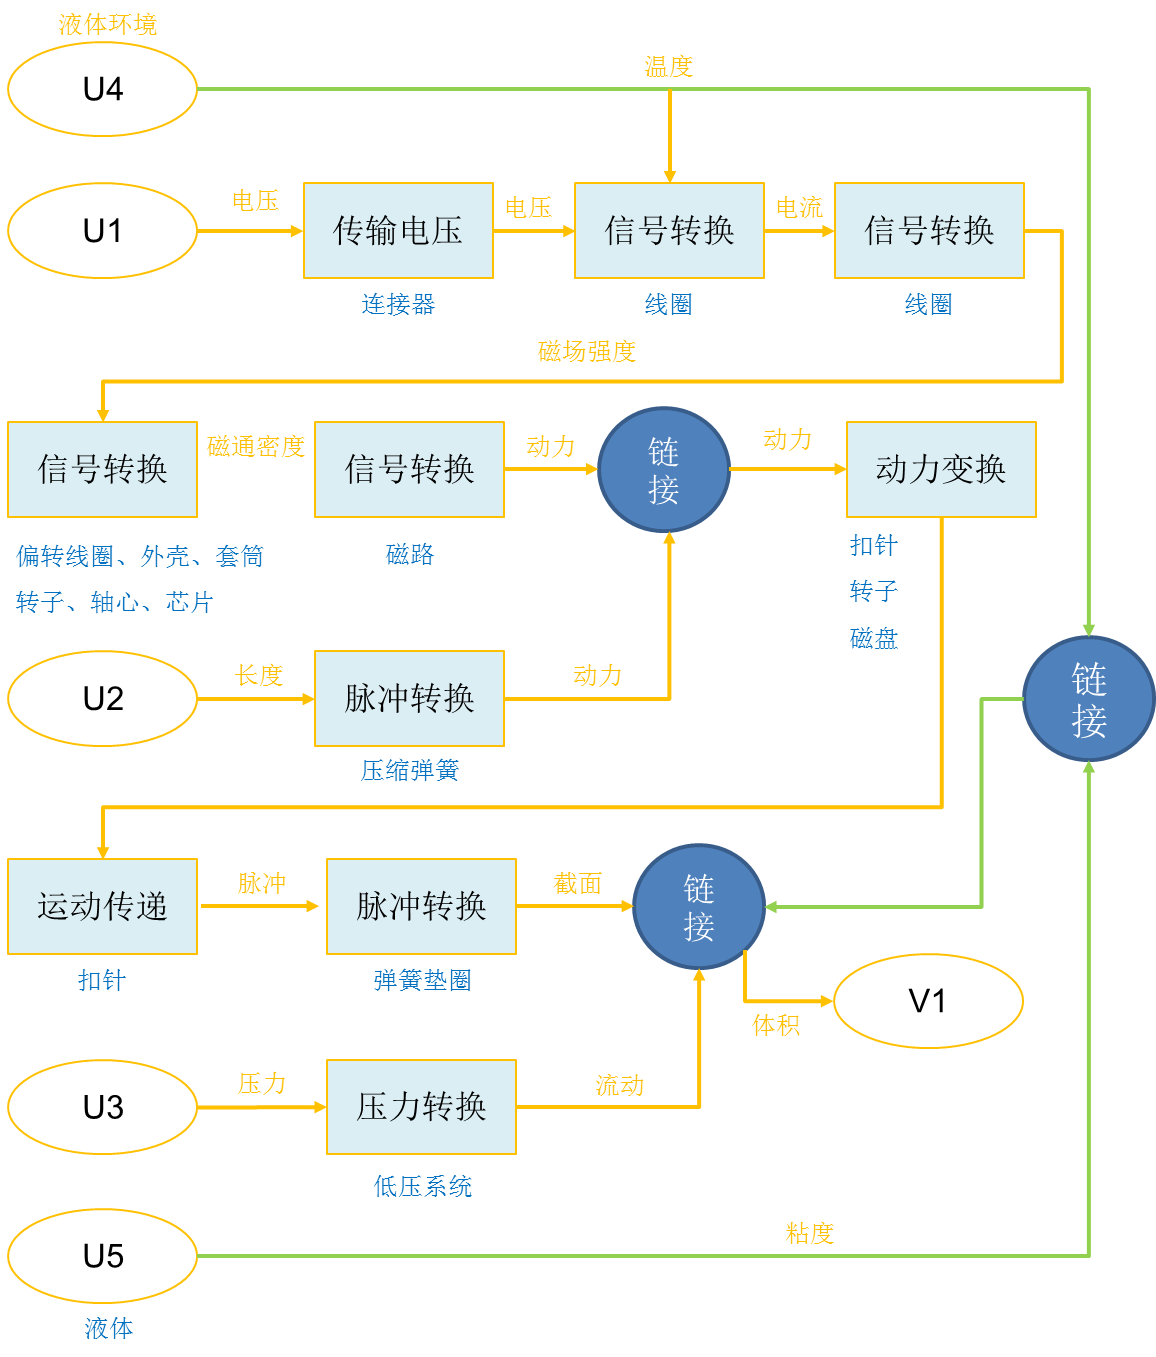 液体环境
U4
温度
U1
电压
传输电压
电压
信号转换
电流
信号转换
连接器
线圈
线圈
磁场强度
信号转换
磁通密度
信号转换
动力
链
接
动力
动力变换
偏转线圈、外壳、套筒
转子、轴心、芯片
磁路
扣针
转子
磁盘
U2
长度
脉冲转换
动力
链
接
压缩弹簧
运动传递
脉冲
脉冲转换
截面
链
接
扣针
弹簧垫圈
体积
V1
U3
压力
压力转换
流动
低压系统
U5
粘度
液体